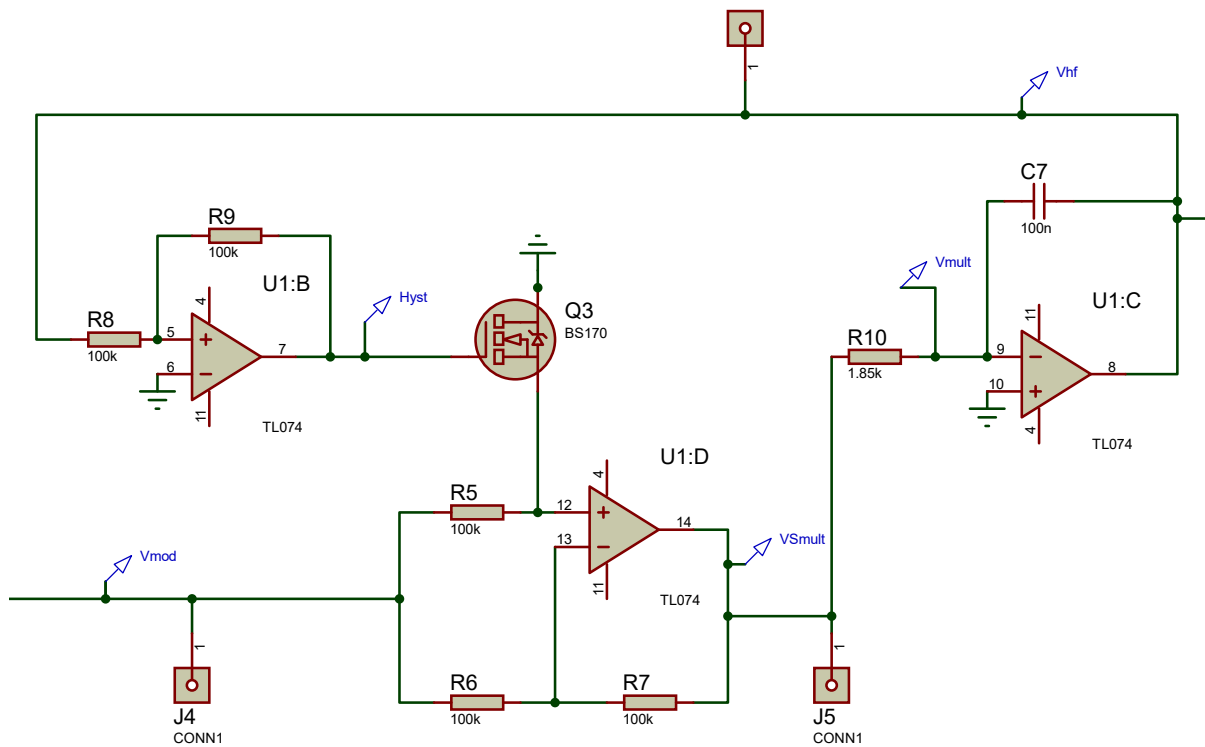 1
Vhf
C7
100n
R9
100k
U1:B
4
Hyst
Q3
BS170
Vmult
U1:C
11
R8
100k
5
+
7
6
−
11
TL074
R10
1.85k
9
−
8
10
+
4
TL074
U1:D
4
R5
100k
12
+
14
13
−
11
TL074
VSmult
Vmod
1
J4
CONN1
R6
100k
R7
100k
1
J5
CONN1